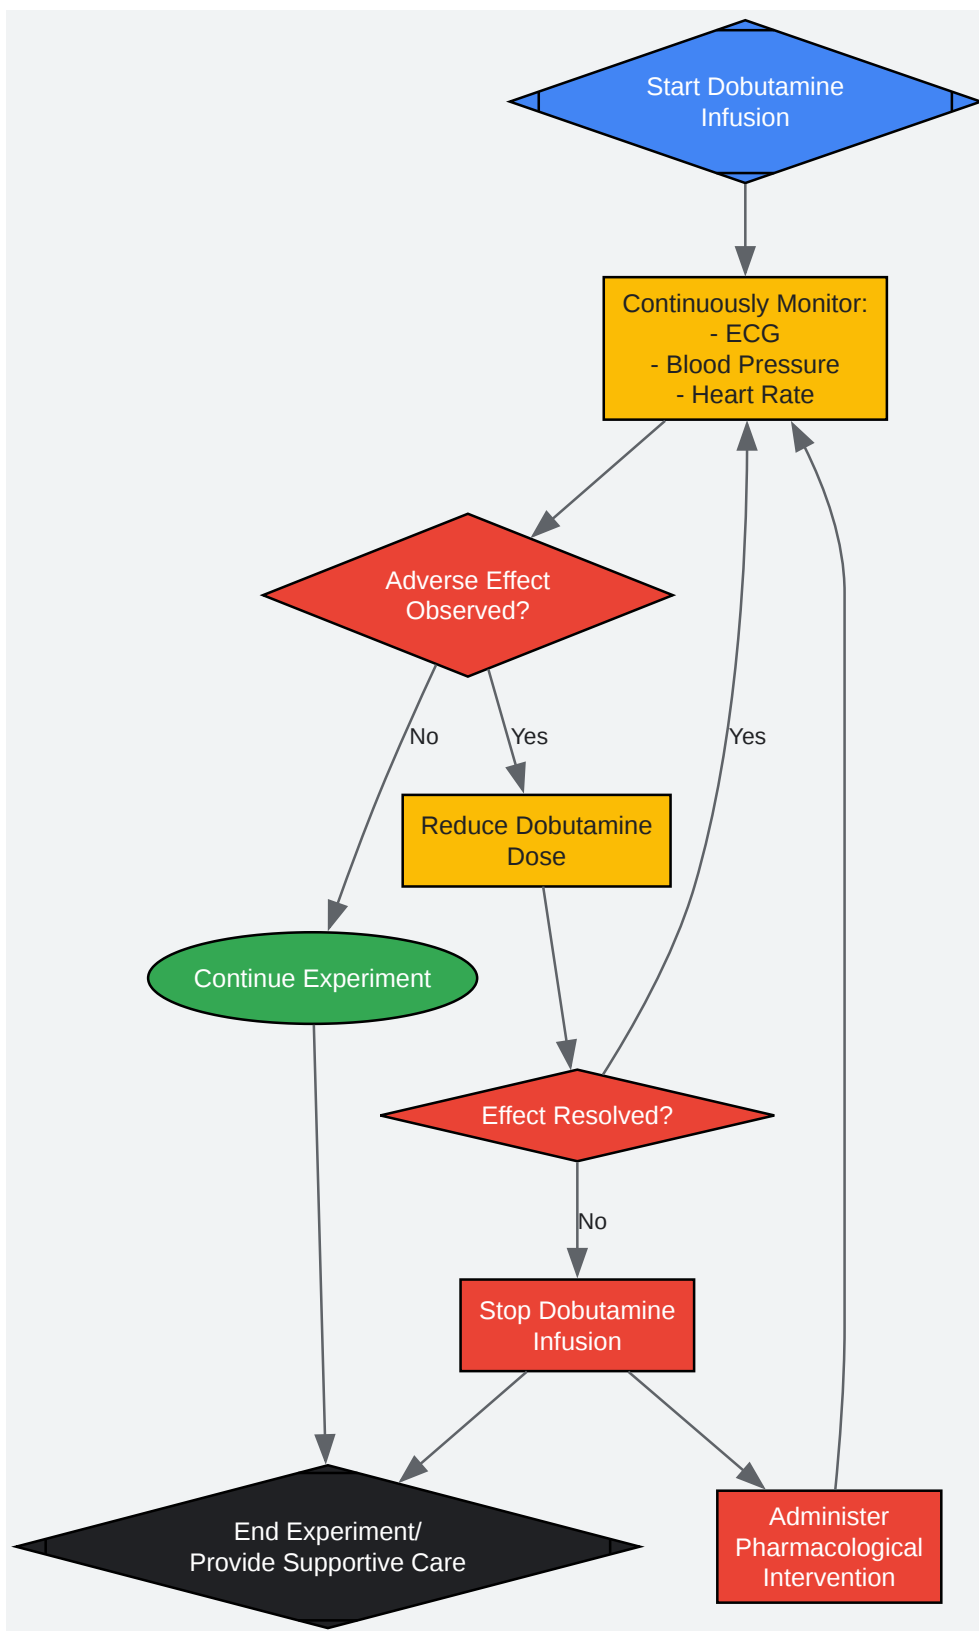 Start Dobutamine
Infusion
Continuously Monitor:
- ECG
- Blood Pressure
- Heart Rate
Adverse Effect
Observed?
No
Yes
Yes
Reduce Dobutamine
Dose
Continue Experiment
Effect Resolved?
No
Stop Dobutamine
Infusion
End Experiment/
Provide Supportive Care
Administer
Pharmacological
Intervention